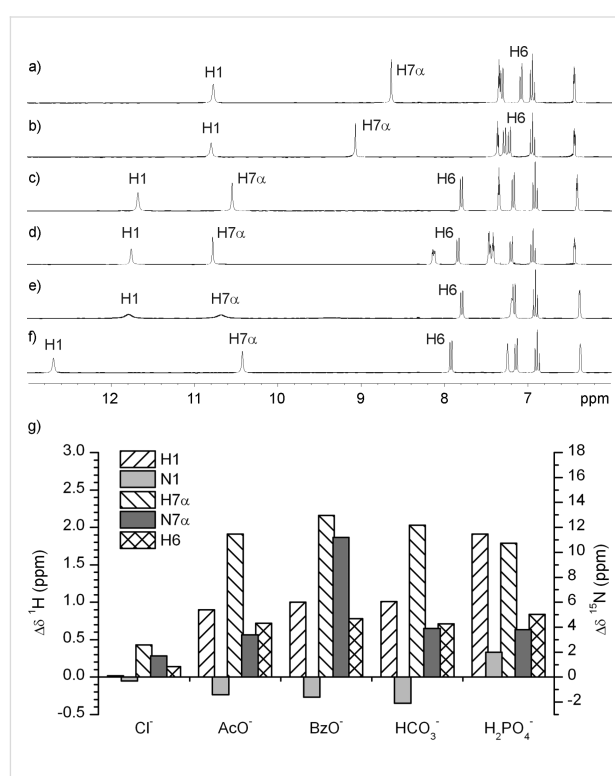 a) H1 H7α H6
b) H1 H7α H6
c) H1 H7α H6
d) H1 H7α H6
e) H1 H7α H6
f) H1 H7α H6
12 11 10 9 8 7 ppm
g)
H1
N1
H7α
N7α
H6
3.0
2.5
2.0
1.5
1.0
0.5
0.0
-0.5
Δδ ¹H (ppm)
18
16
14
12
10
8
6
4
2
0
-2
Δδ ¹⁵N (ppm)
Cl⁻ AcO⁻ BzO⁻ HCO₃⁻ H₂PO₄⁻